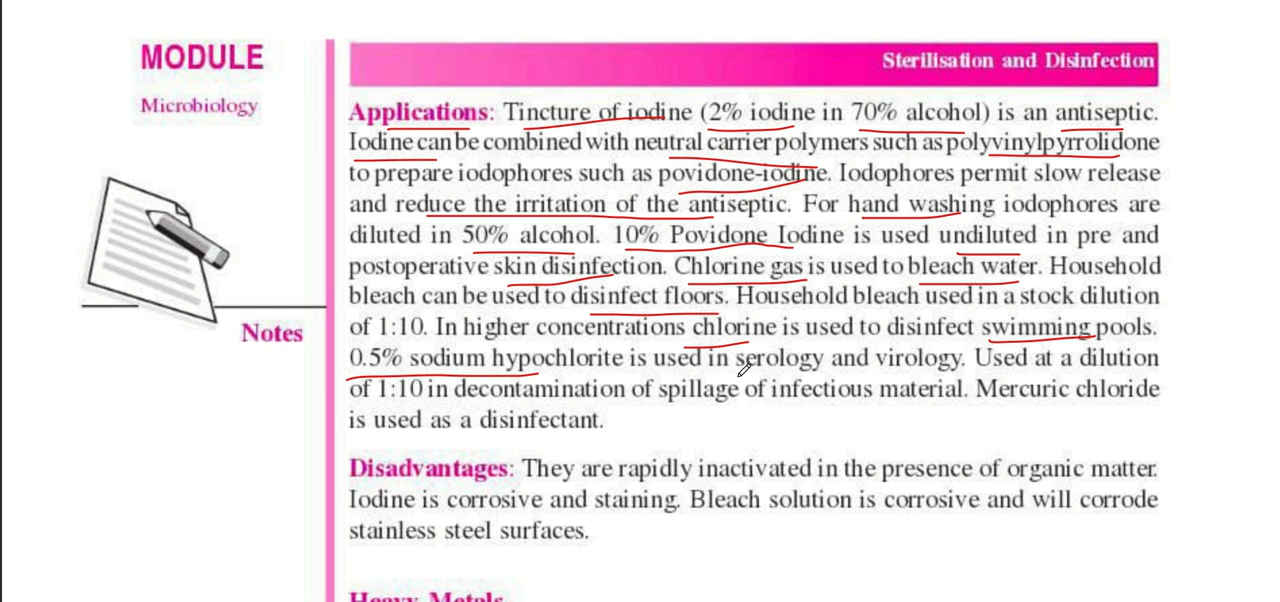 MODULE
Microbiology
Notes
Sterilisation and Disinfection
Applications: Tincture of iodine (2% iodine in 70% alcohol) is an antiseptic.
Iodine can be combined with neutral carrier polymers such as polyvinylpyrrolidone
to prepare iodophores such as povidone-iodine. Iodophores permit slow release
and reduce the irritation of the antiseptic. For hand washing iodophores are
diluted in 50% alcohol. 10% Povidone Iodine is used undiluted in pre and
postoperative skin disinfection. Chlorine gas is used to bleach water. Household
bleach can be used to disinfect floors. Household bleach used in a stock dilution
of 1:10. In higher concentrations chlorine is used to disinfect swimming pools.
0.5% sodium hypochlorite is used in serology and virology. Used at a dilution
of 1:10 in decontamination of spillage of infectious material. Mercuric chloride
is used as a disinfectant.
Disadvantages: They are rapidly inactivated in the presence of organic matter.
Iodine is corrosive and staining. Bleach solution is corrosive and will corrode
stainless steel surfaces.
Heavy Metals